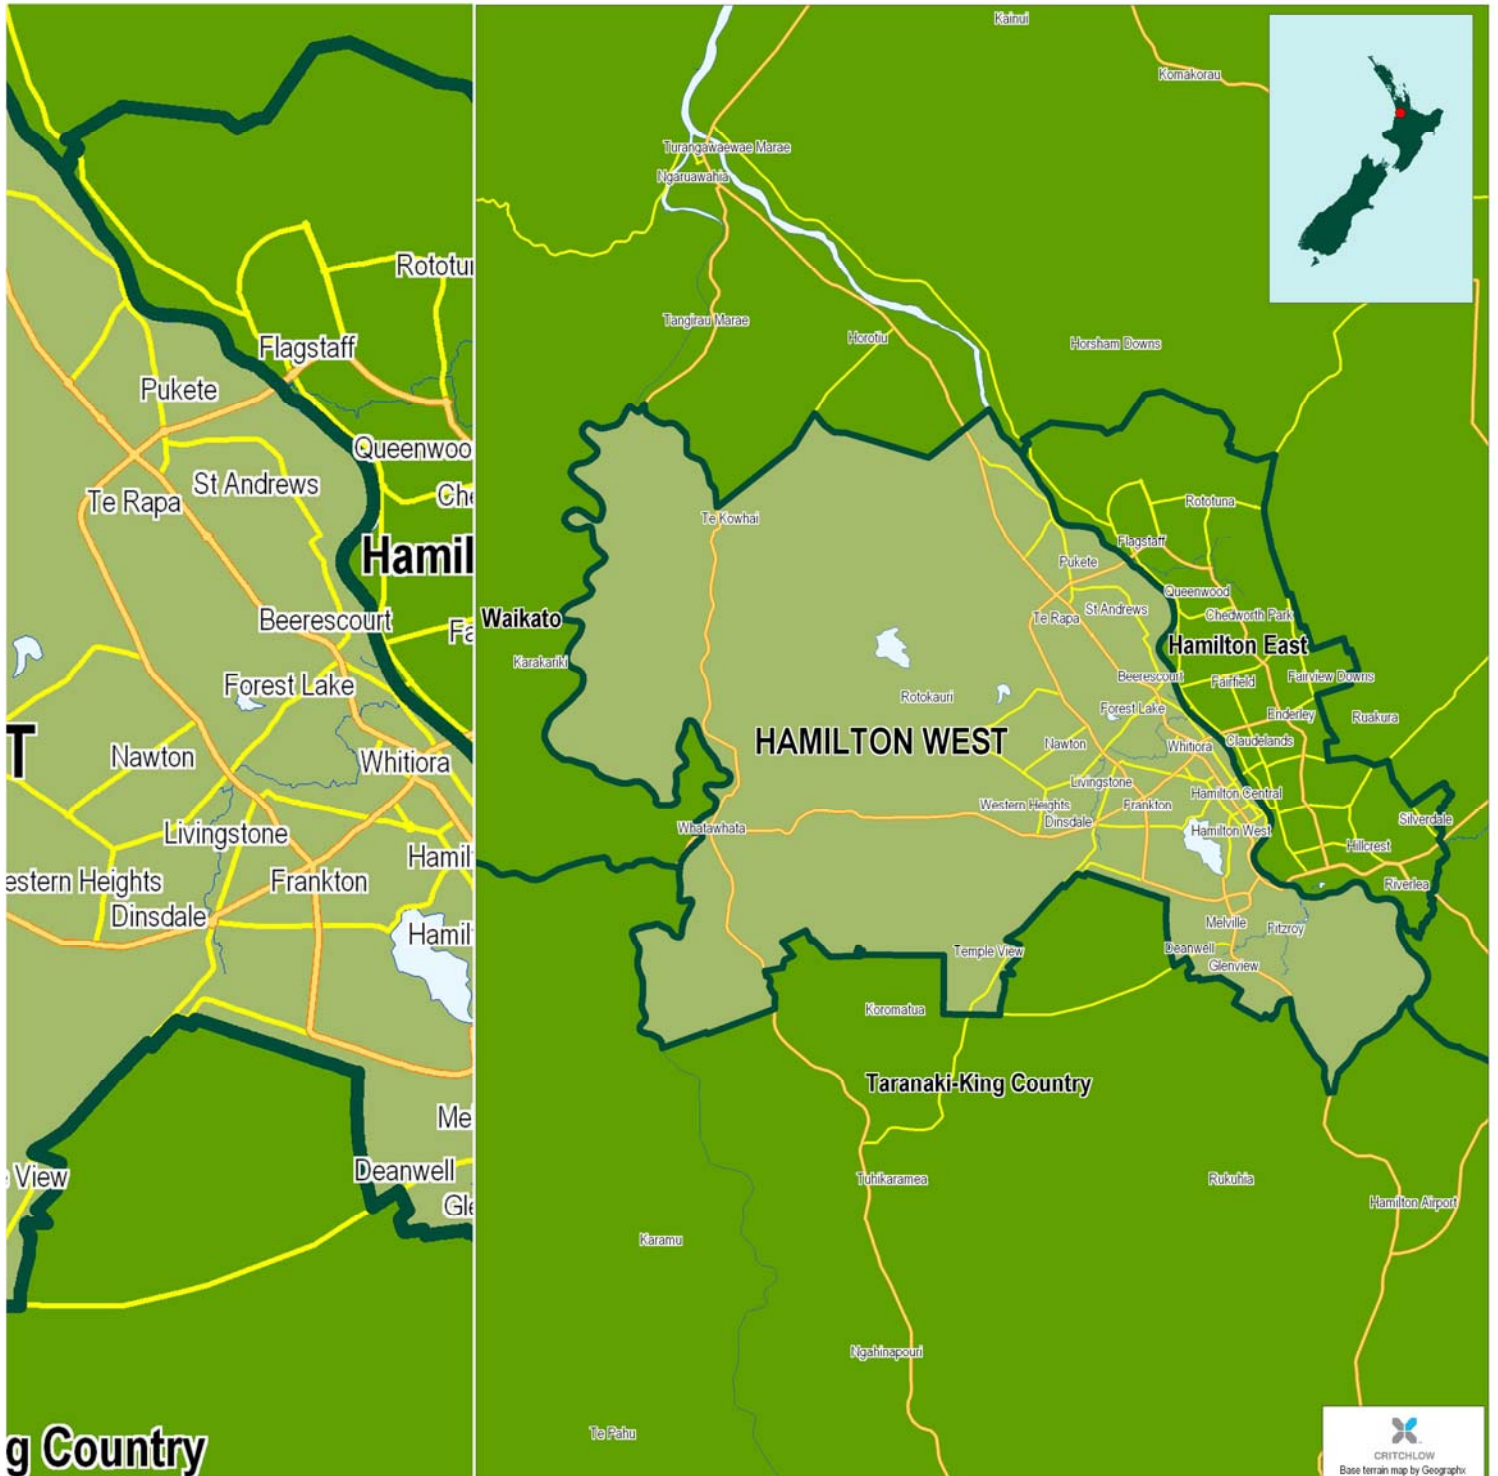 Rototu
Flagstaff
Pukete
Queenwoo
St Andrews
Che
Te Rapa
Hamil
Beerescourt
Fa
Forest Lake
T
Nawton
Whitiora
Livingstone
Hamil
estern Heights
Frankton
Dinsdale
Hamil
Me
View
Deanwell
Gle
g Country
Kainui
Komakorau
Turangawaewae Marae
Ngaruawahia
Tangirau Marae
Horotiu
Horsham Downs
Rototuna
Te Kowhai
Flagstaff
Pukete
Queenwood
St Andrews
Chedworth Park
Waikato
Te Rapa
Hamilton East
Karakariki
Beerescourt
Fairfield
Fairview Downs
Rotokauri
Forest Lake
Enderley
Ruakura
HAMILTON WEST
Nawton
Whitiora
Claudelands
Livingstone
Hamilton Central
Western Heights
Frankton
Dinsdale
Silverdale
Whatawhata
Hamilton West
Hillcrest
Riverlea
Melville
Fitzroy
Temple View
Deanwell
Glenview
Koromatua
Taranaki-King Country
Tuhikaramea
Rukuhia
Hamilton Airport
Karamu
Ngahinapouri
Te Pahu
CRITCHLOW
Base terrain map by Geographx